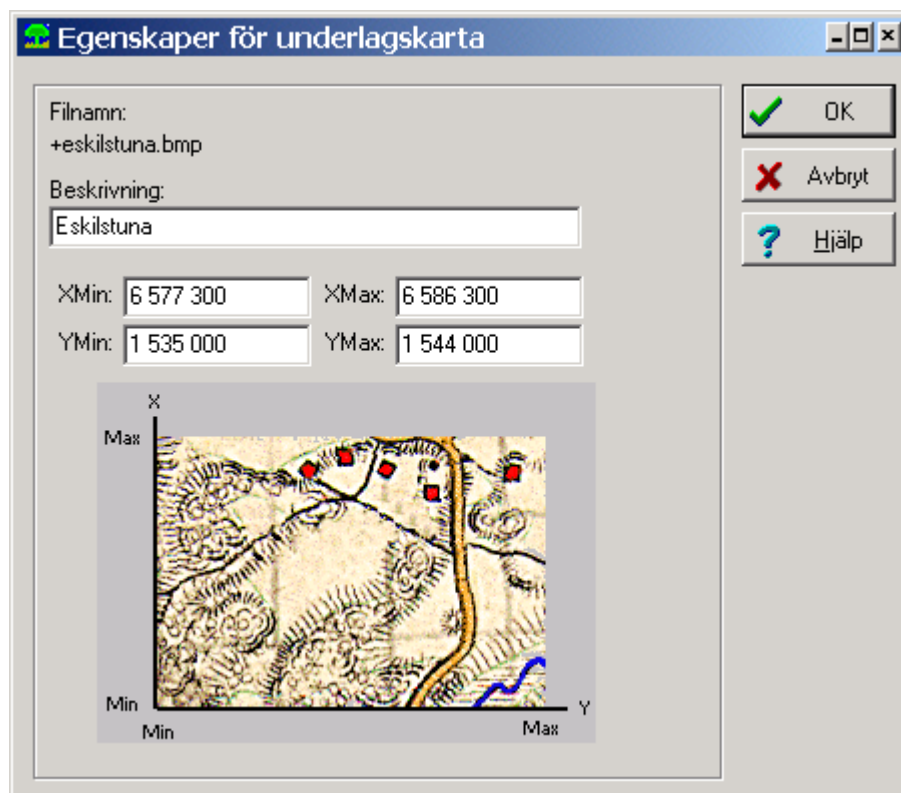 Egenskaper för underlagskarta
Filnamn:
+eskilstuna.bmp
Beskrivning:
Eskilstuna
XMin: 6 577 300 XMax: 6 586 300
YMin: 1 535 000 YMax: 1 544 000
X
Max
Min
Y
Min Max
OK
Avbryt
Hjälp